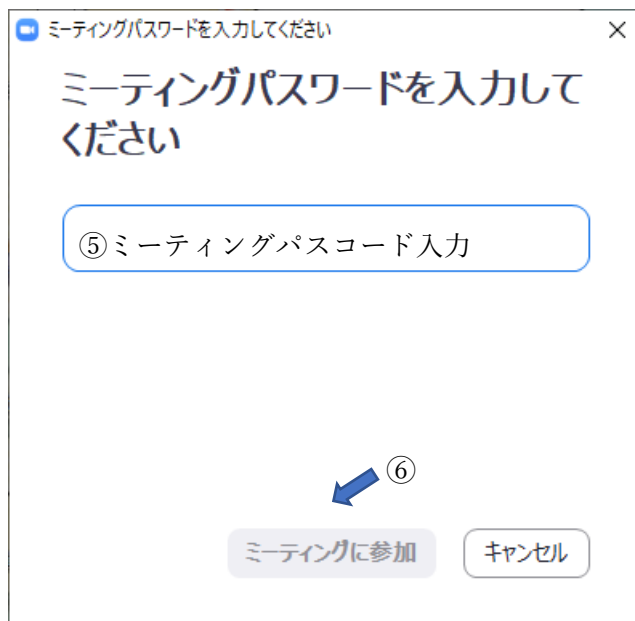 ミーティングパスワードを入力してください
ミーティングパスワードを入力して
ください
⑤ミーティングパスコード入力
⑥
ミーティングに参加 キャンセル